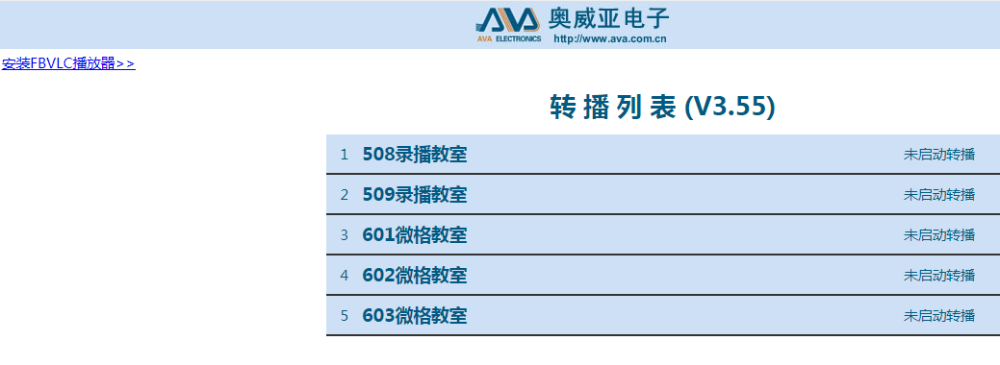 AVA 奥威亚电子
AVA ELECTRONICS http://www.ava.com.cn
安装FBVLC播放器>>
转 播 列 表 (V3.55)
1 508录播教室 未启动转播
2 509录播教室 未启动转播
3 601微格教室 未启动转播
4 602微格教室 未启动转播
5 603微格教室 未启动转播